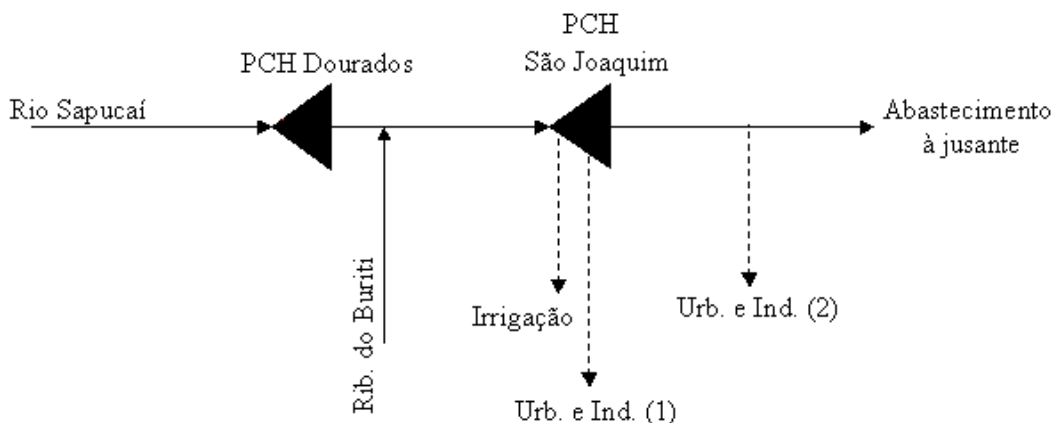 PCH
São Joaquim
PCH Dourados
Rio Sapucaí
Abastecimento
à jusante
Rib. do Buriti
Irrigação
Urb. e Ind. (2)
Urb. e Ind. (1)